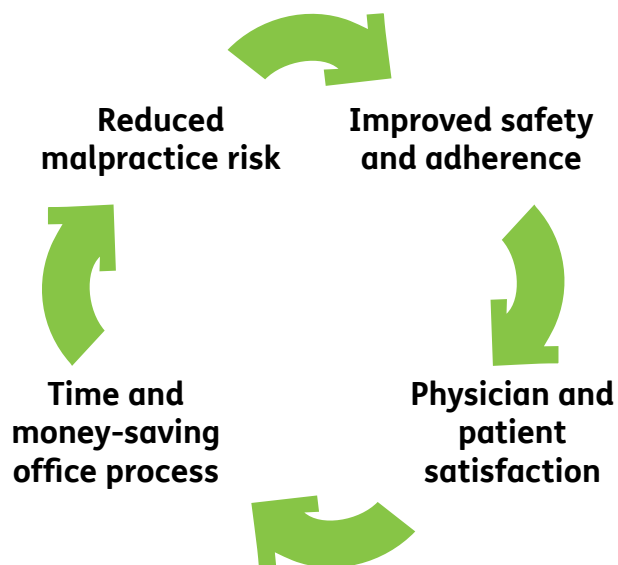 Reduced
malpractice risk
Improved safety
and adherence
Physician and
patient
satisfaction
Time and
money-saving
office process